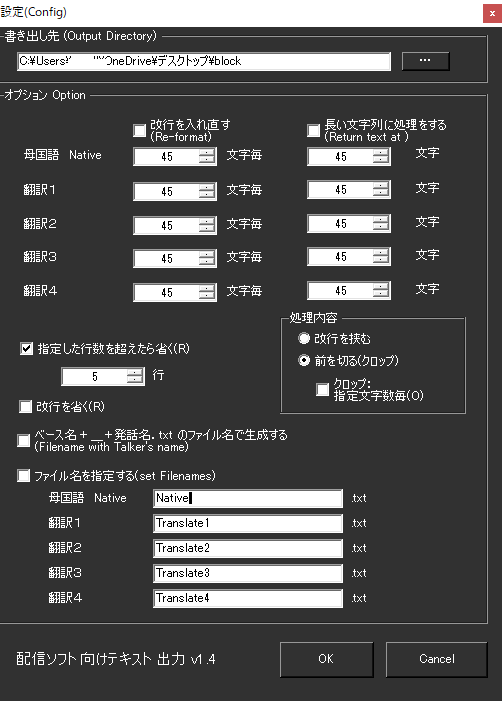 設定(Config)
書き出し先 (Output Directory)
C:¥Users¥ OneDrive¥デスクトップ¥block
...
オプション Option
改行を入れ直す
(Re-format)
長い文字列に処理をする
(Return text at )
母国語 Native 45 文字毎 45 文字
翻訳1 45 文字毎 45 文字
翻訳2 45 文字毎 45 文字
翻訳3 45 文字毎 45 文字
翻訳4 45 文字毎 45 文字
処理内容
改行を挟む
前を切る(クロップ)
クロップ:
指定文字数毎(O)
指定した行数を超えたら省く(R)
5 行
改行を省く(R)
ベース名+__+発話名.txt のファイル名で生成する
(Filename with Talker's name)
ファイル名を指定する(set Filenames)
母国語 Native Native .txt
翻訳1 Translate1 .txt
翻訳2 Translate2 .txt
翻訳3 Translate3 .txt
翻訳4 Translate4 .txt
配信ソフト向けテキスト出力 v1.4
OK
Cancel